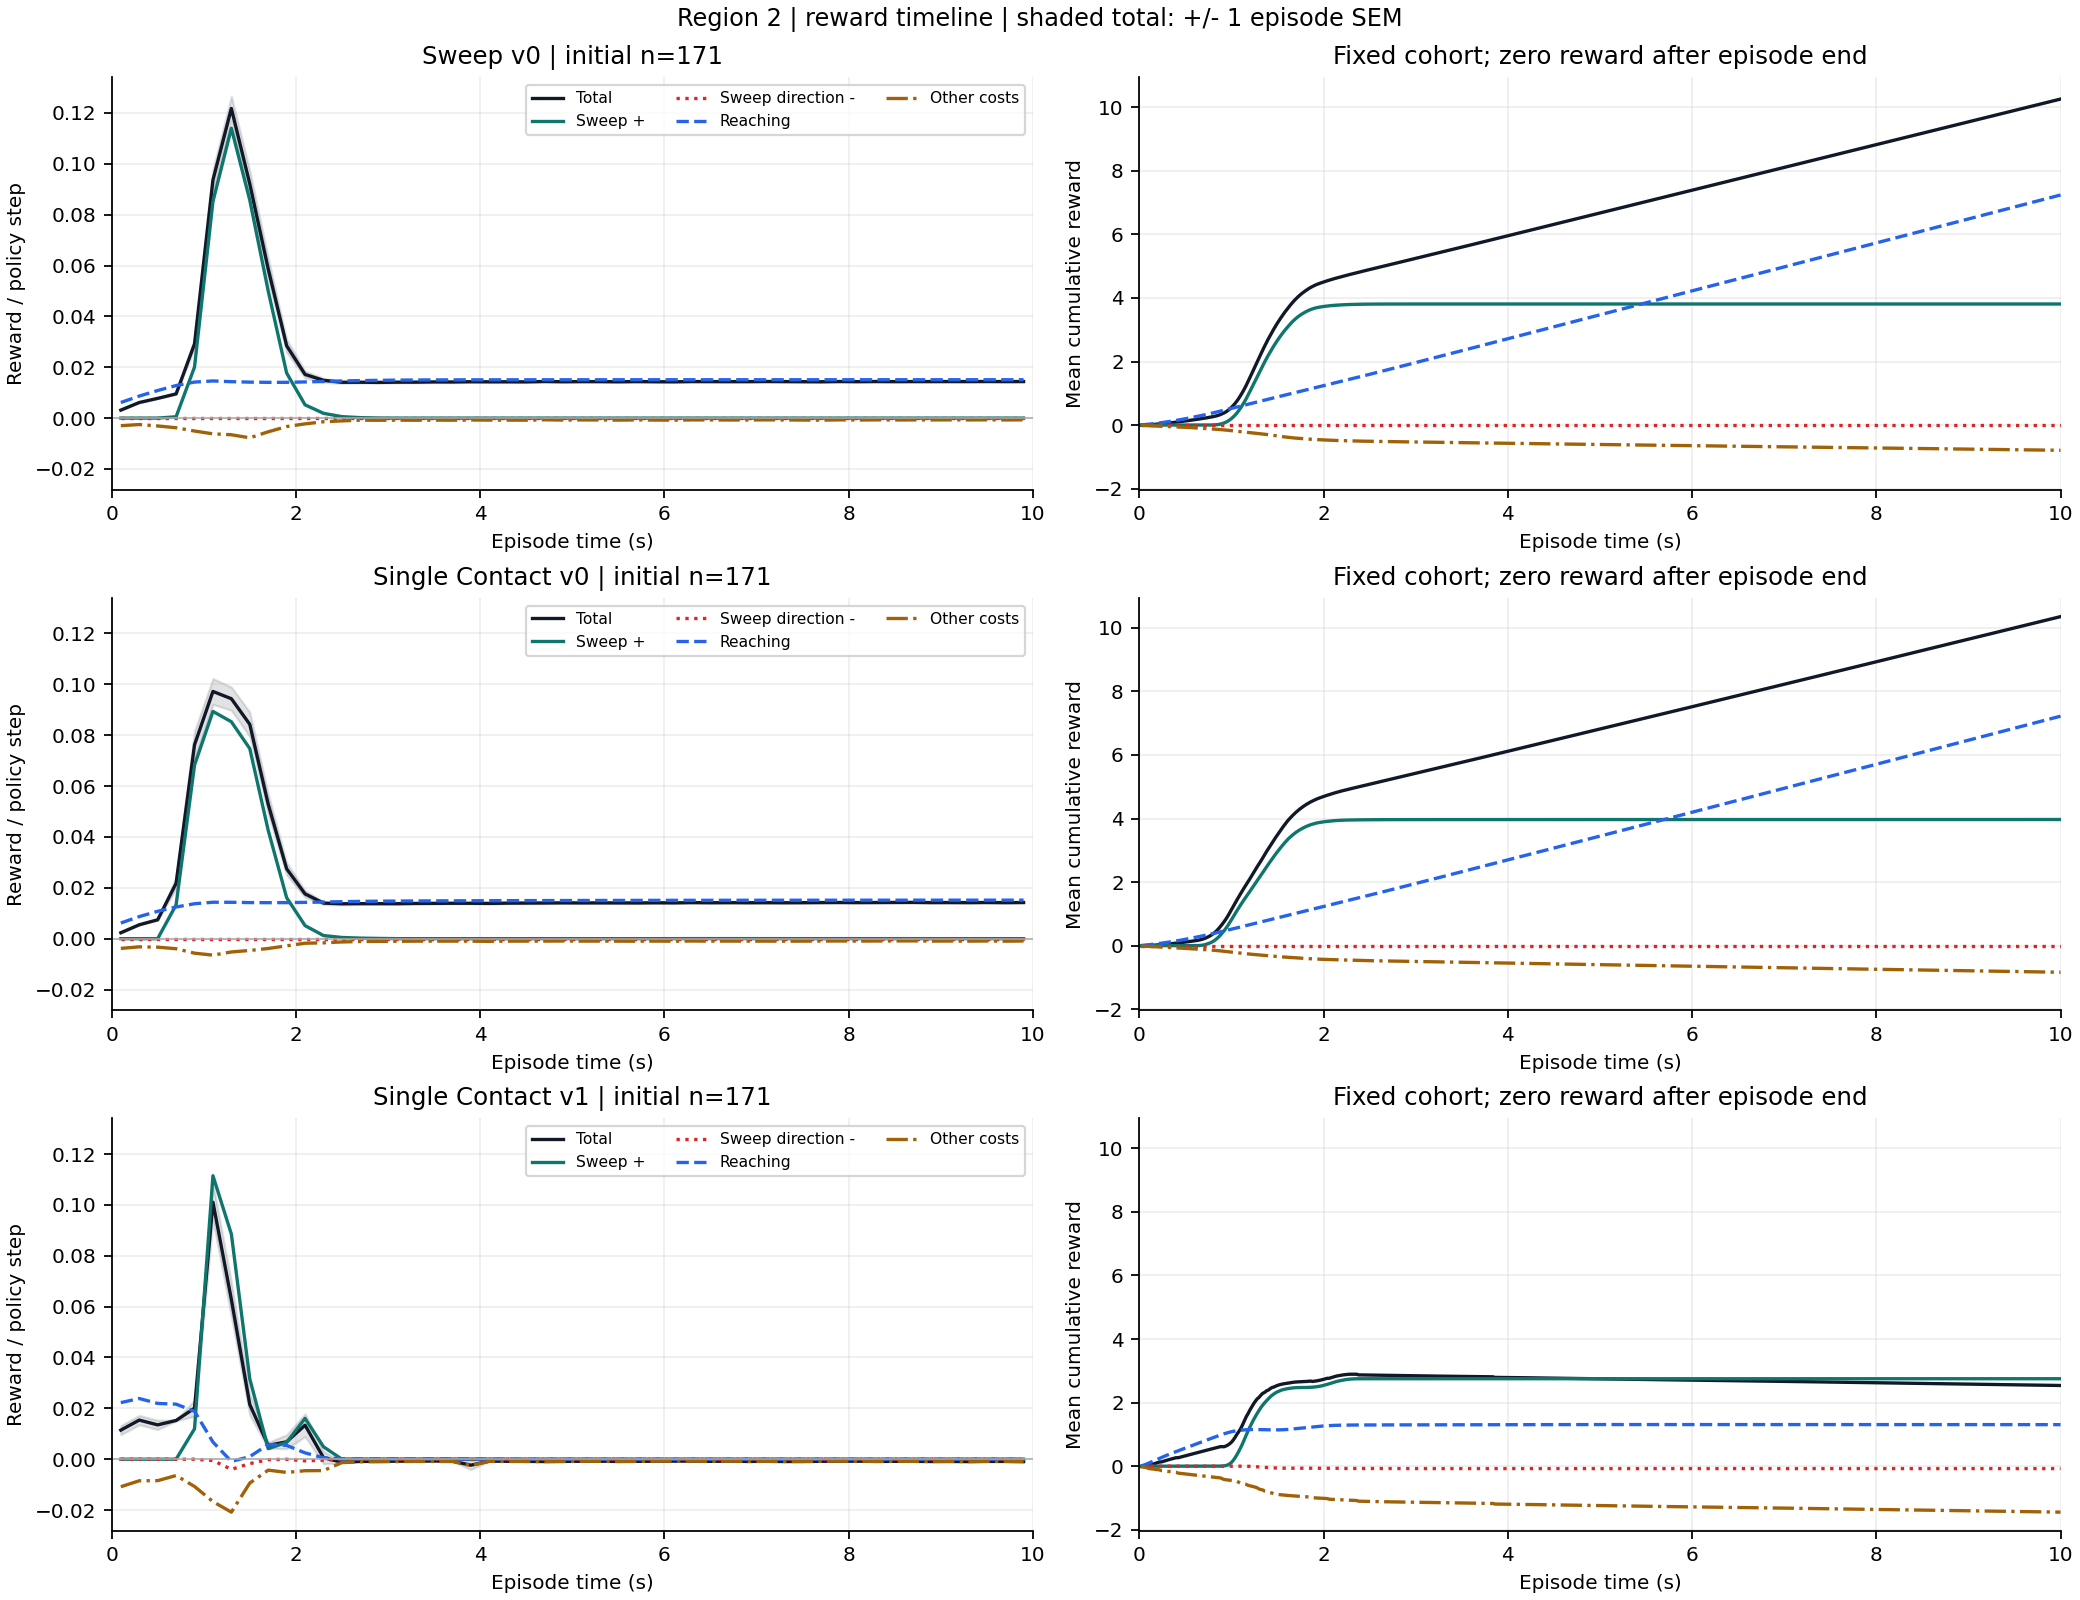 Region 2 | reward timeline | shaded total: +/- 1 episode SEM
Sweep v0 | initial n=171
Reward / policy step
0.12
0.10
0.08
0.06
0.04
0.02
0.00
−0.02
Total
Sweep +
Sweep direction -
Reaching
Other costs
0 2 4 6 8 10
Episode time (s)
Fixed cohort; zero reward after episode end
Mean cumulative reward
10
8
6
4
2
0
−2
0 2 4 6 8 10
Episode time (s)
Single Contact v0 | initial n=171
Reward / policy step
0.12
0.10
0.08
0.06
0.04
0.02
0.00
−0.02
Total
Sweep +
Sweep direction -
Reaching
Other costs
0 2 4 6 8 10
Episode time (s)
Fixed cohort; zero reward after episode end
Mean cumulative reward
10
8
6
4
2
0
−2
0 2 4 6 8 10
Episode time (s)
Single Contact v1 | initial n=171
Reward / policy step
0.12
0.10
0.08
0.06
0.04
0.02
0.00
−0.02
Total
Sweep +
Sweep direction -
Reaching
Other costs
0 2 4 6 8 10
Episode time (s)
Fixed cohort; zero reward after episode end
Mean cumulative reward
10
8
6
4
2
0
−2
0 2 4 6 8 10
Episode time (s)